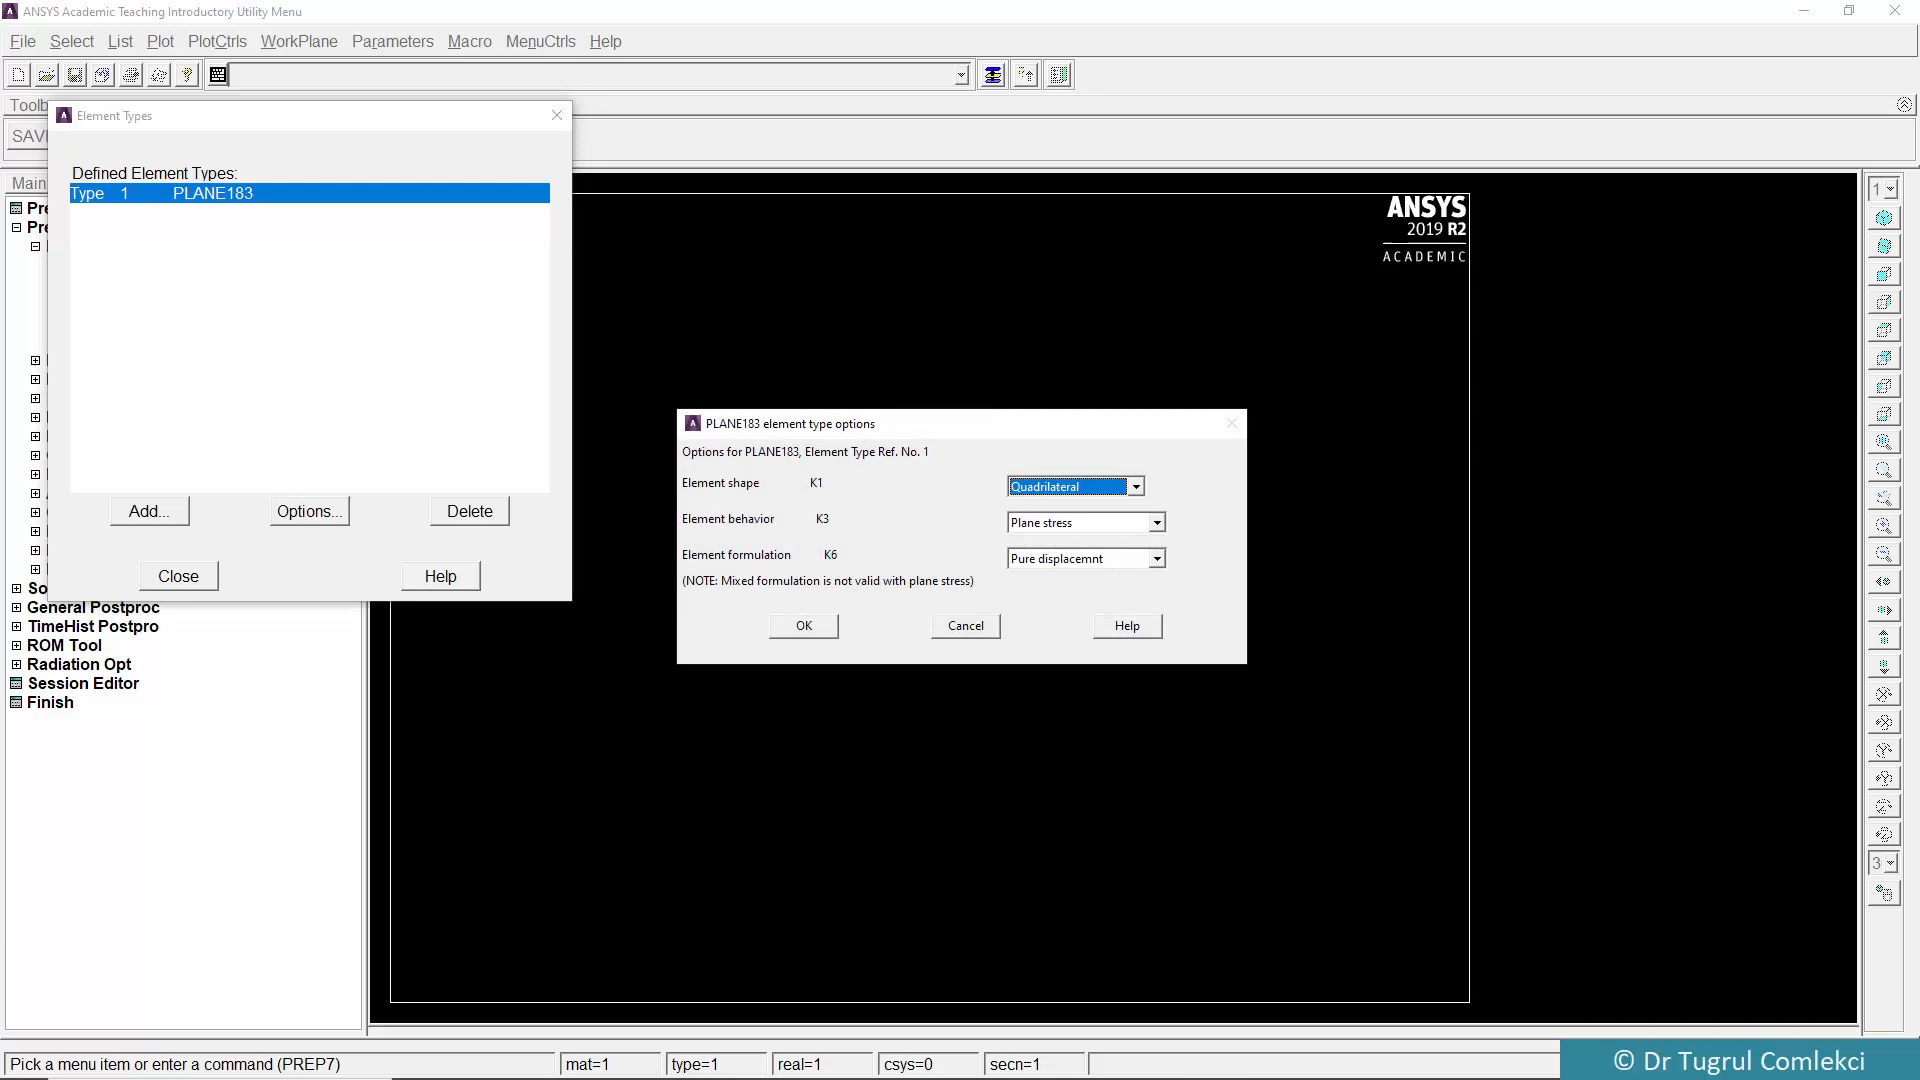 ANSYS Academic Teaching Introductory Utility Menu
File Select List Plot PlotCtrls WorkPlane Parameters Macro MenuCtrls Help
Element Types
Defined Element Types:
Type 1 PLANE183
Add... Options... Delete
Close Help
General Postproc
TimeHist Postpro
ROM Tool
Radiation Opt
Session Editor
Finish
ANSYS
2019 R2
ACADEMIC
1
PLANE183 element type options
Options for PLANE183, Element Type Ref. No. 1
Element shape K1 Quadrilateral
Element behavior K3 Plane stress
Element formulation K6 Pure displacemnt
(NOTE: Mixed formulation is not valid with plane stress)
OK Cancel Help
3
Pick a menu item or enter a command (PREP7) mat=1 type=1 real=1 csys=0 secn=1
© Dr Tugrul Comlekci